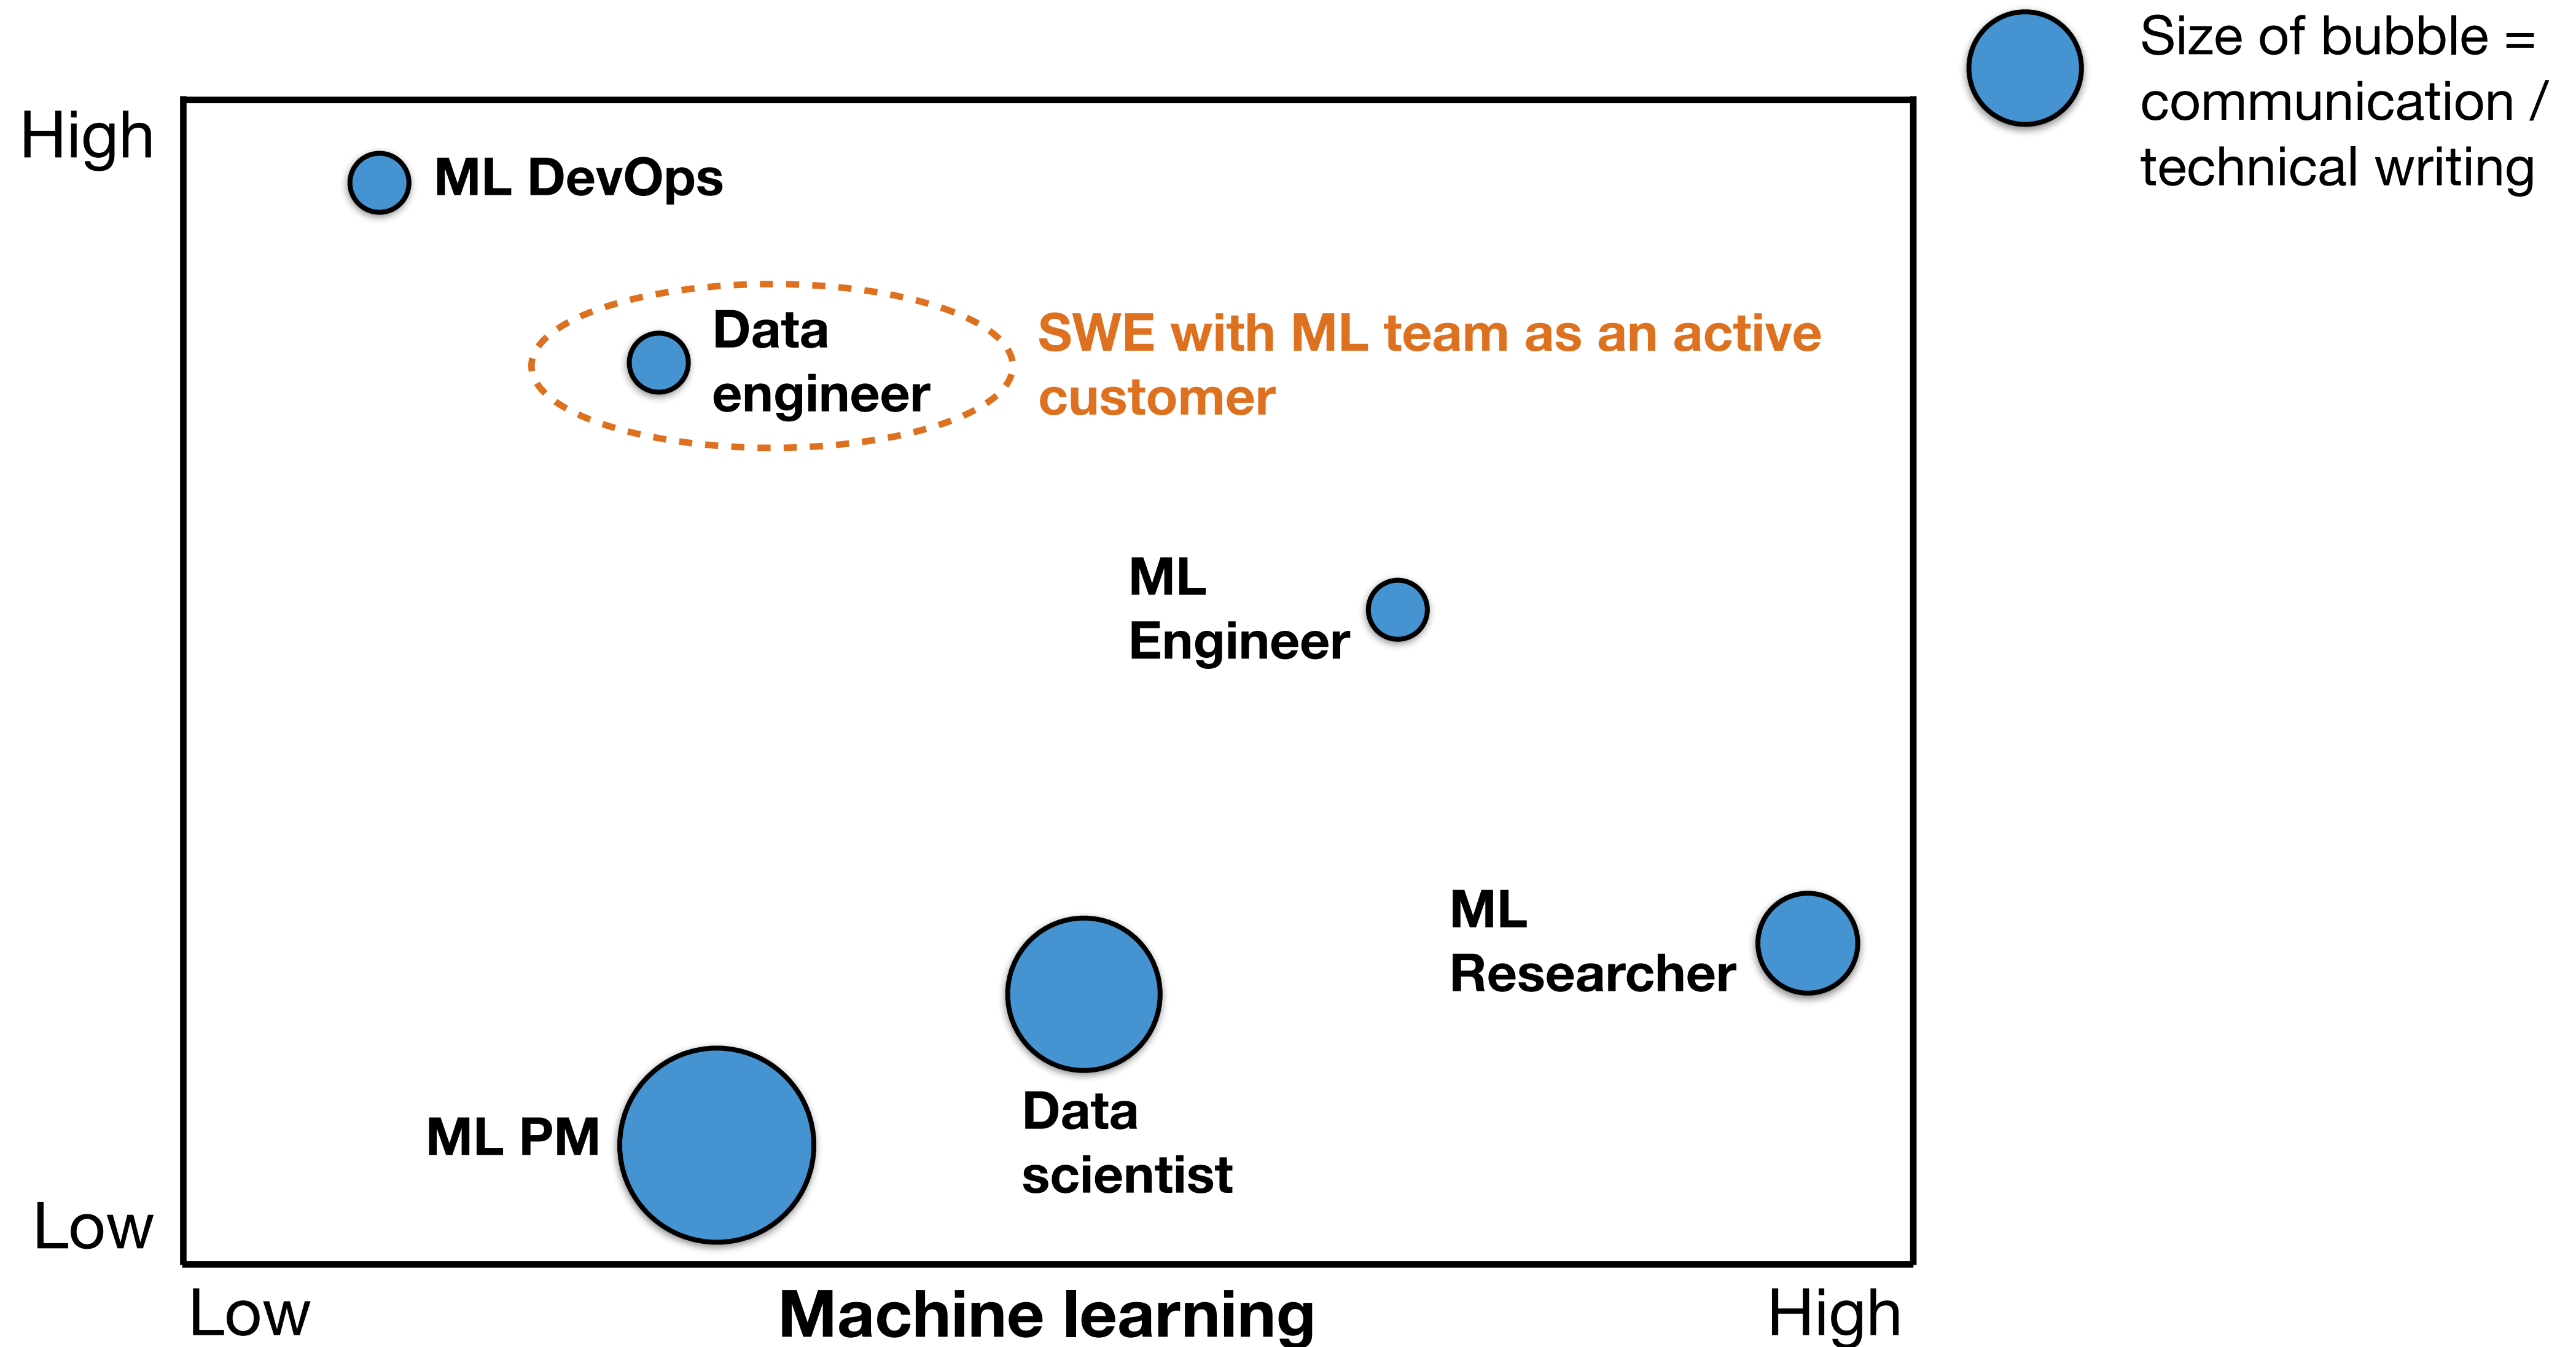 Size of bubble =
communication /
technical writing
High
ML DevOps
Data
engineer
SWE with ML team as an active
customer
ML
Engineer
ML
Researcher
Data
scientist
ML PM
Low
Low
Machine learning
High